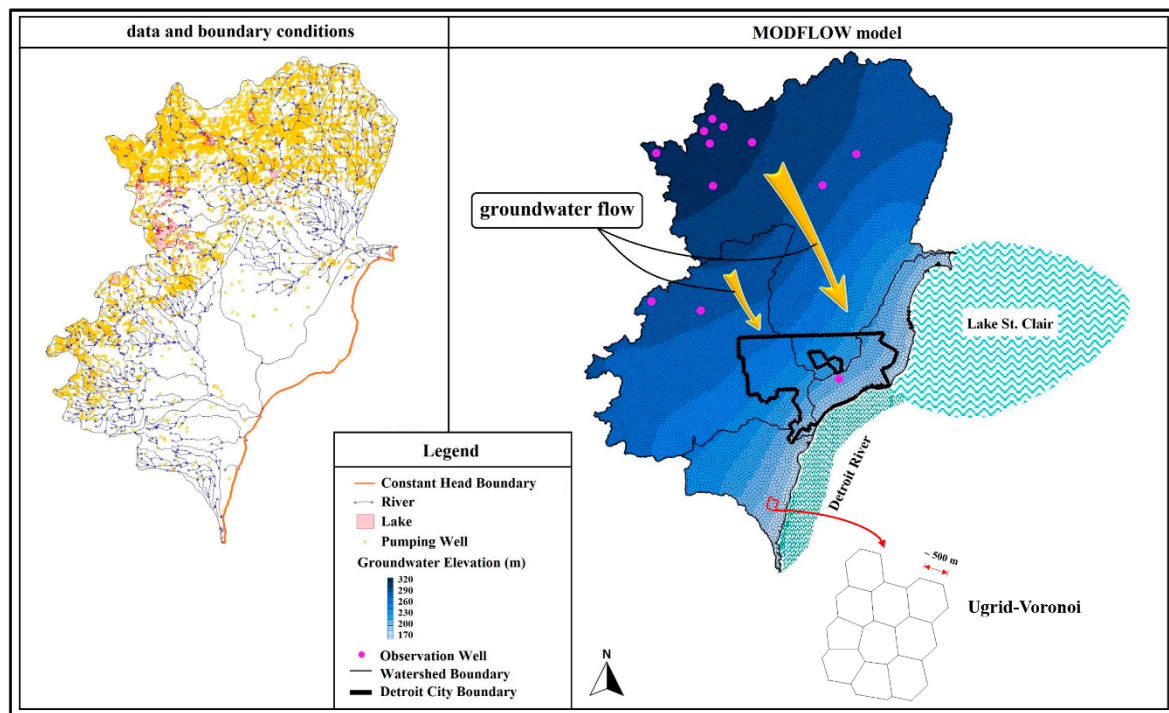 data and boundary conditions
MODFLOW model
groundwater flow
Lake St. Clair
Detroit River
~ 500 m
Ugrid-Voronoi
N
Legend
Constant Head Boundary
River
Lake
Pumping Well
Groundwater Elevation (m)
320
290
260
230
200
170
Observation Well
Watershed Boundary
Detroit City Boundary